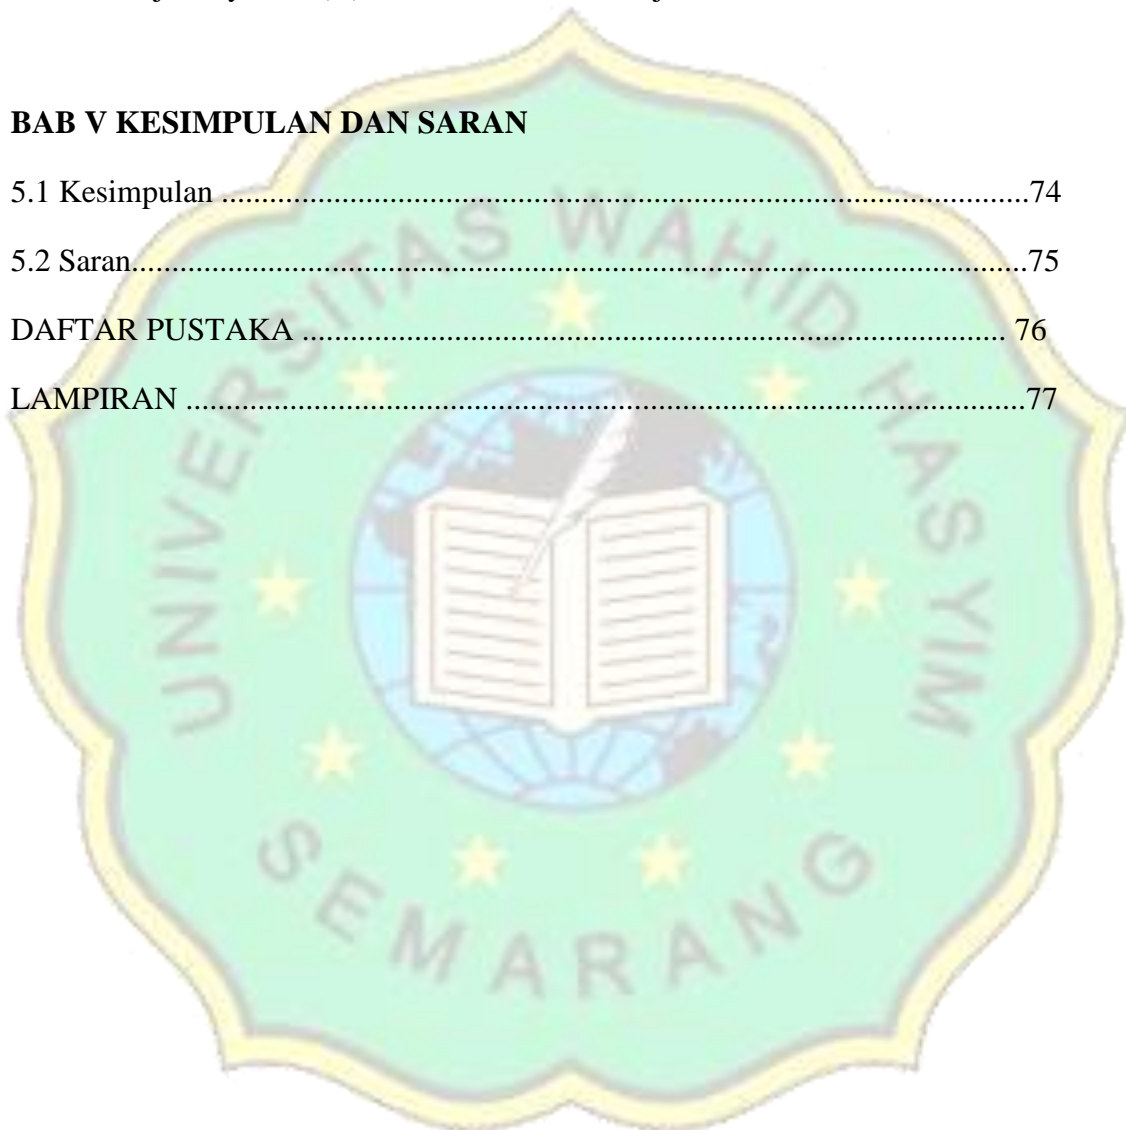 BAB V KESIMPULAN DAN SARAN
5.1 Kesimpulan ..........................................................................................74
5.2 Saran....................................................................................................75
DAFTAR PUSTAKA .............................................................................. 76
LAMPIRAN .............................................................................................77
UNIVERSITAS WAHID HASYIM
SEMARANG